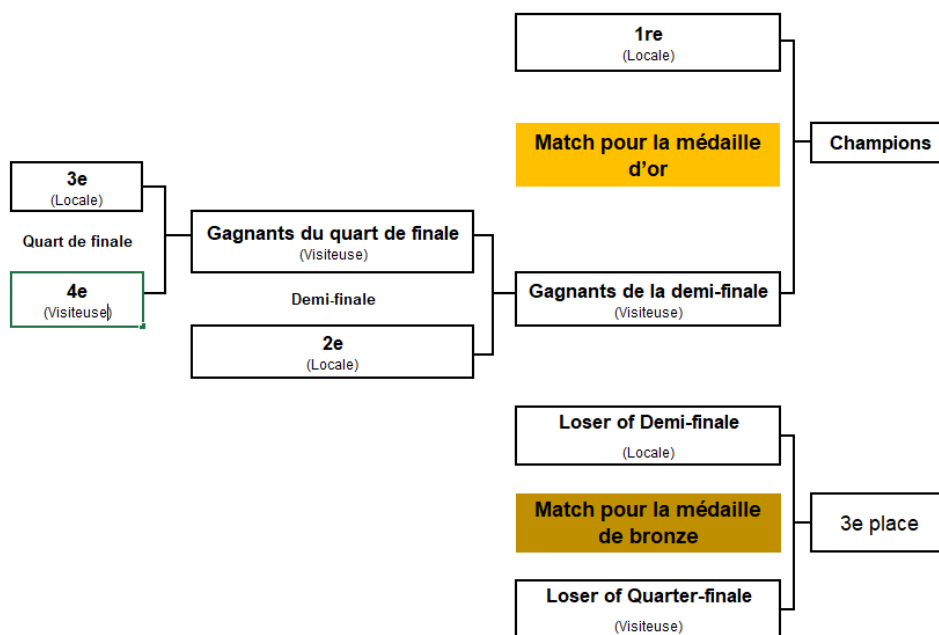 1re
(Locale)
Match pour la médaille
d'or
Champions
3e
(Locale)
Quart de finale
4e
(Visiteuse)
Gagnants du quart de finale
(Visiteuse)
Demi-finale
2e
(Locale)
Gagnants de la demi-finale
(Visiteuse)
Loser of Demi-finale
(Locale)
Match pour la médaille
de bronze
3e place
Loser of Quarter-finale
(Visiteuse)